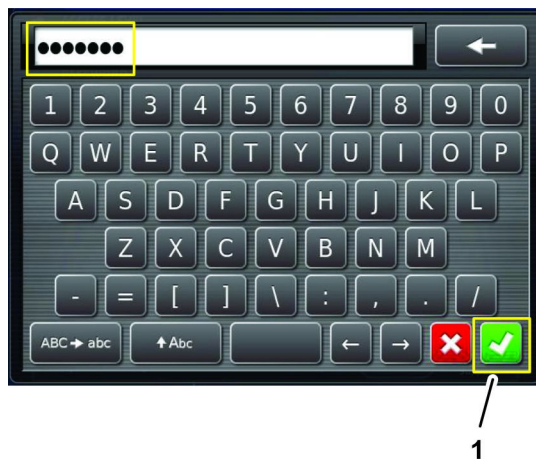 ●●●●●●●
1 2 3 4 5 6 7 8 9 0
Q W E R T Y U I O P
A S D F G H J K L
Z X C V B N M
- = [ ] \ : , . /
ABC → abc ↑ Abc ← →
1